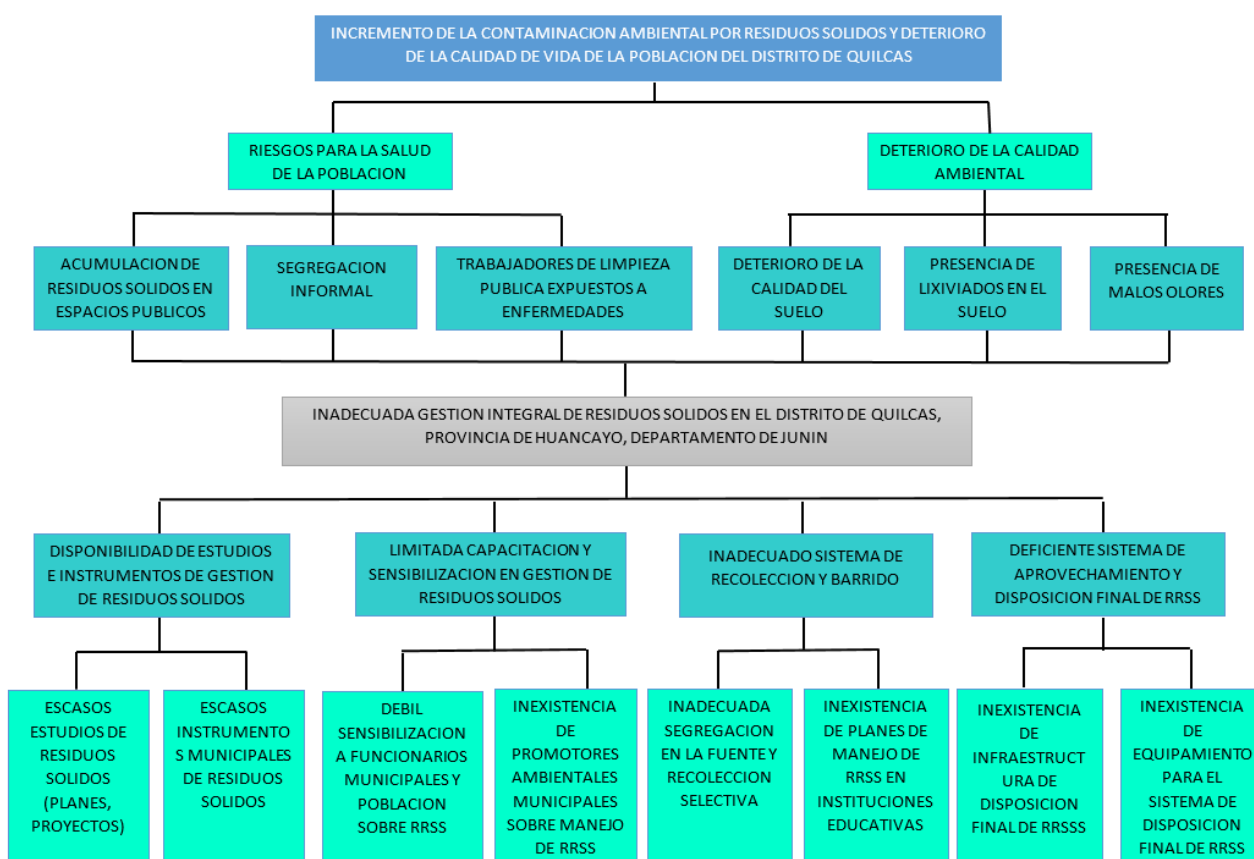 INCREMENTO DE LA CONTAMINACION AMBIENTAL POR RESIDUOS SOLIDOS Y DETERIORO
DE LA CALIDAD DE VIDA DE LA POBLACION DEL DISTRITO DE QUILCAS
RIESGOS PARA LA SALUD
DE LA POBLACION
DETERIORO DE LA CALIDAD
AMBIENTAL
ACUMULACION DE
RESIDUOS SOLIDOS EN
ESPACIOS PUBLICOS
SEGREGACION
INFORMAL
TRABAJADORES DE LIMPIEZA
PUBLICA EXPUESTOS A
ENFERMEDADES
DETERIORO DE LA
CALIDAD DEL
SUELO
PRESENCIA DE
LIXIVIADOS EN EL
SUELO
PRESENCIA DE
MALOS OLORES
INADECUADA GESTION INTEGRAL DE RESIDUOS SOLIDOS EN EL DISTRITO DE QUILCAS,
PROVINCIA DE HUANCAYO, DEPARTAMENTO DE JUNIN
DISPONIBILIDAD DE ESTUDIOS
E INSTRUMENTOS DE GESTION
DE RESIDUOS SOLIDOS
LIMITADA CAPACITACION Y
SENSIBILIZACION EN GESTION DE
RESIDUOS SOLIDOS
INADECUADO SISTEMA DE
RECOLECCION Y BARRIDO
DEFICIENTE SISTEMA DE
APROVECHAMIENTO Y
DISPOSICION FINAL DE RRSS
ESCASOS
ESTUDIOS DE
RESIDUOS
SOLIDOS
(PLANES,
PROYECTOS)
ESCASOS
INSTRUMENTO
S MUNICIPALES
DE RESIDUOS
SOLIDOS
DEBIL
SENSIBILIZACION
A FUNCIONARIOS
MUNICIPALES Y
POBLACION
SOBRE RRSS
INEXISTENCIA
DE
PROMOTORES
AMBIENTALES
MUNICIPALES
SOBRE MANEJO
DE RRSS
INADECUADA
SEGREGACION
EN LA FUENTE Y
RECOLECCION
SELECTIVA
INEXISTENCIA
DE PLANES DE
MANEJO DE
RRSS EN
INSTITUCIONES
EDUCATIVAS
INEXISTENCIA
DE
INFRAESTRUCT
URA DE
DISPOSICION
FINAL DE RRSSS
INEXISTENCIA
DE
EQUIPAMIENTO
PARA EL
SISTEMA DE
DISPOSICION
FINAL DE RRSS